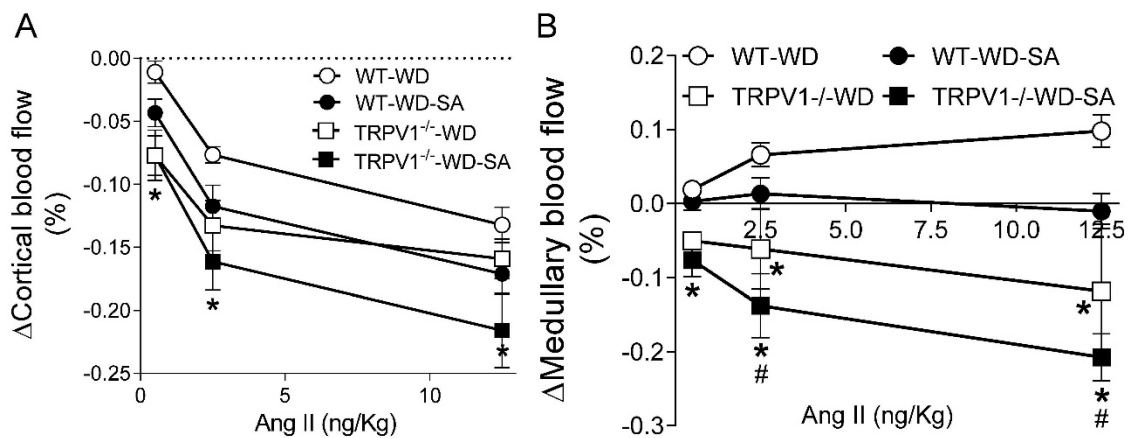 A
ΔCortical blood flow
(%)
0.00
-0.05
-0.10
-0.15
-0.20
-0.25
WT-WD
WT-WD-SA
TRPV1-/--WD
TRPV1-/--WD-SA
*
*
*
0
5
10
Ang II (ng/Kg)
B
ΔMedullary blood flow
(%)
0.2
0.1
0.0
-0.1
-0.2
-0.3
WT-WD
WT-WD-SA
TRPV1-/-WD
TRPV1-/-WD-SA
2.5
5.0
7.5
10.0
12.5
*
*
*
*
#
*
#
Ang II (ng/Kg)